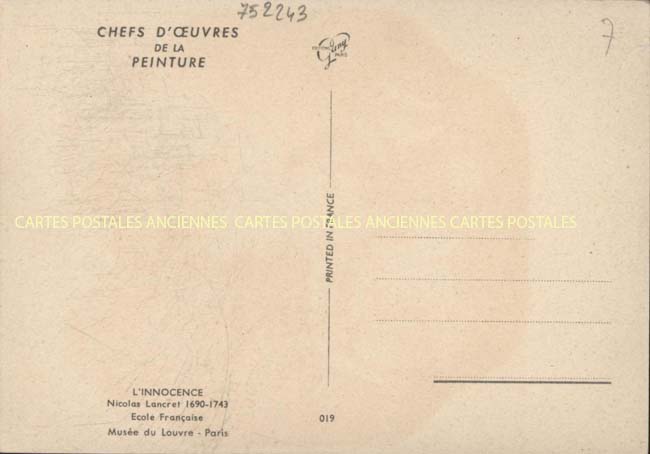 752243
7
CHEFS D'ŒUVRES
DE LA
PEINTURE
PARIS
PRINTED IN FRANCE
CARTES POSTALES ANCIENNES CARTES POSTALES ANCIENNES CARTES POSTALES
L'INNOCENCE
Nicolas Lancret 1690-1743
Ecole Française
Musée du Louvre - Paris
019